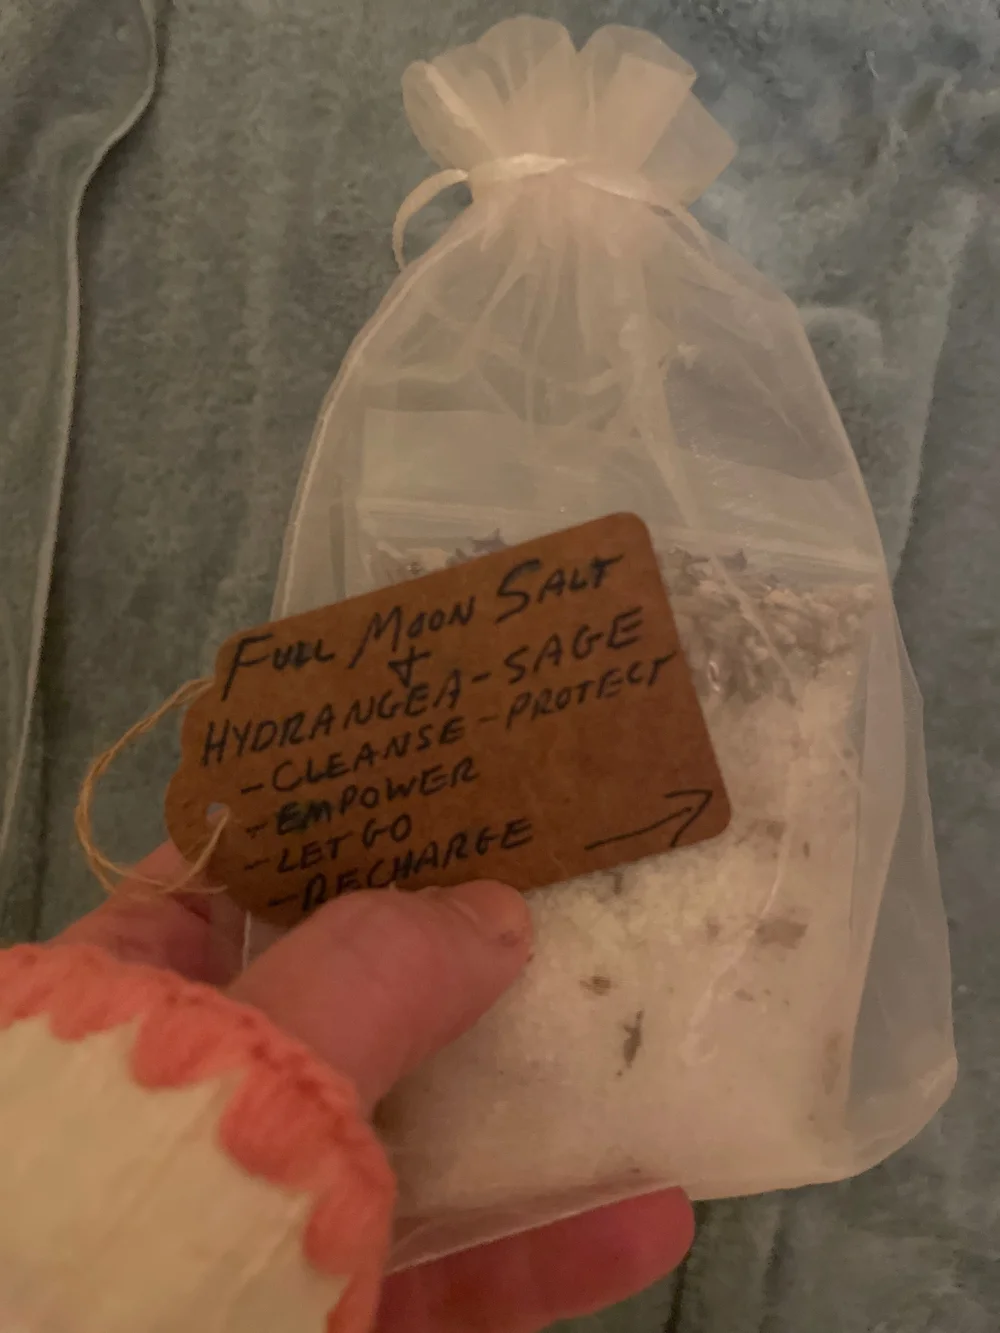 FULL MOON SALT
+
HYDRANGEA-SAGE
-CLEANSE-PROTECT
-EMPOWER
-LET GO
-RECHARGE →